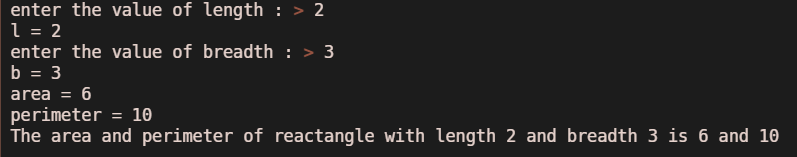 enter the value of length : > 2
l = 2
enter the value of breadth : > 3
b = 3
area = 6
perimeter = 10
The area and perimeter of reactangle with length 2 and breadth 3 is 6 and 10